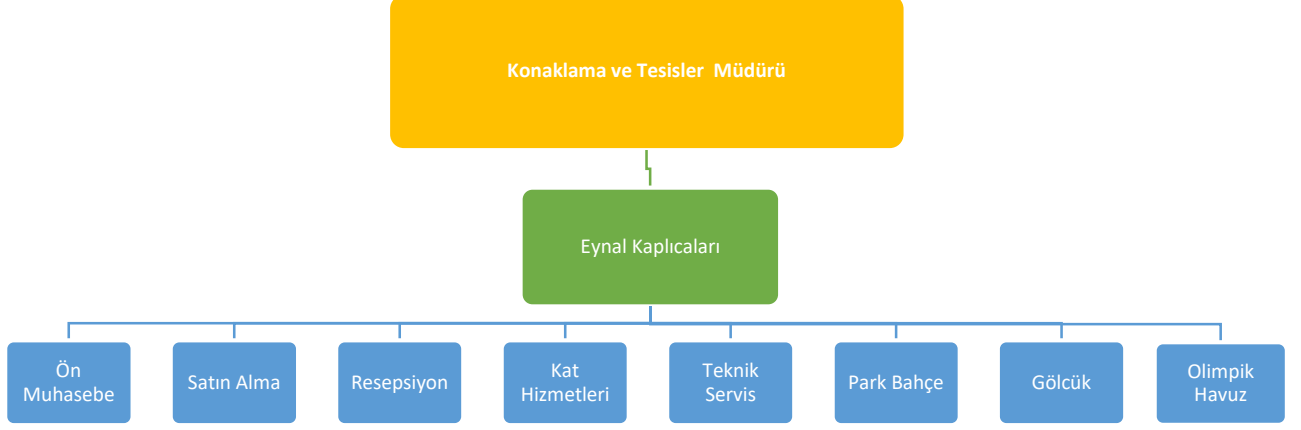 Konaklama ve Tesisler Müdürü
Eynal Kaplıcaları
Ön
Muhasebe
Satın Alma
Resepsiyon
Kat
Hizmetleri
Teknik
Servis
Park Bahçe
Gölcük
Olimpik
Havuz